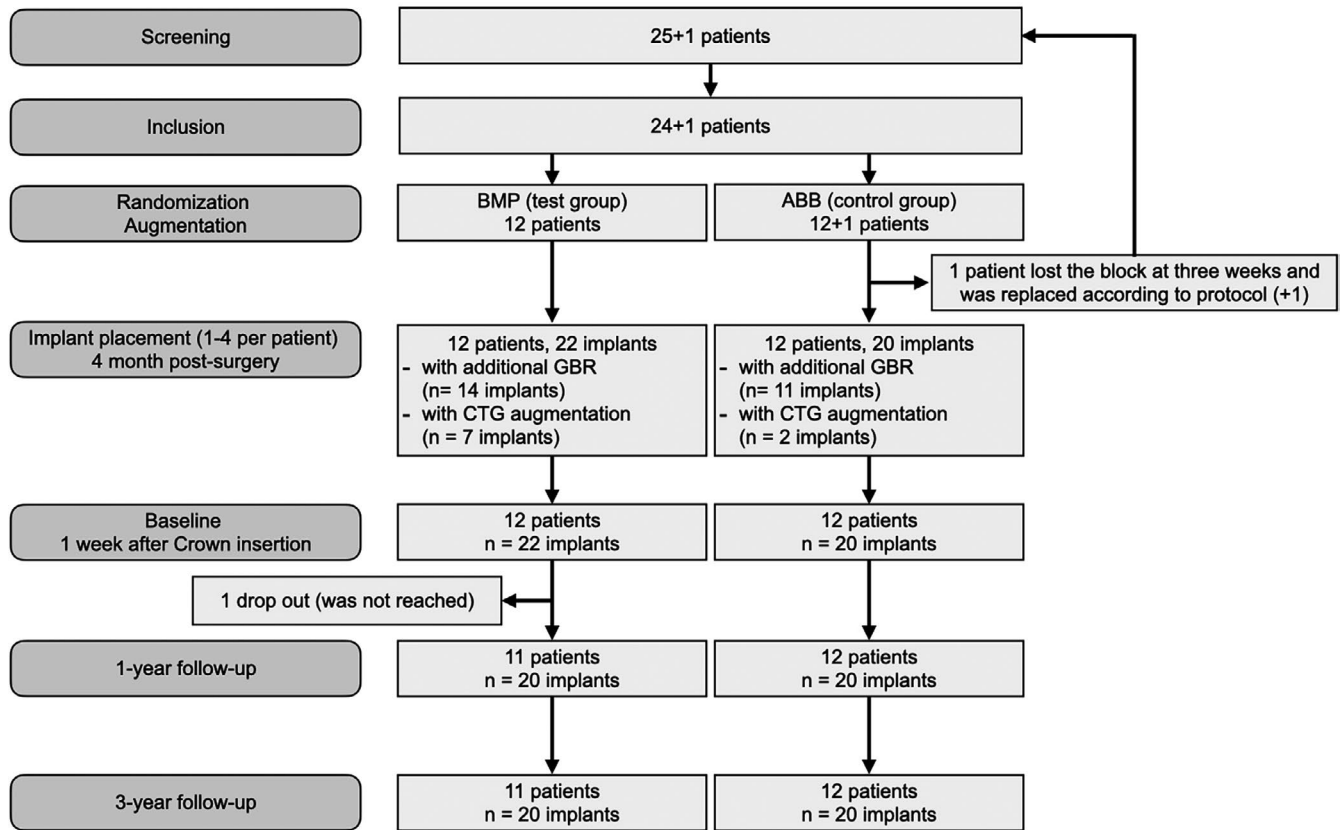 Screening
25+1 patients
Inclusion
24+1 patients
Randomization
Augmentation
BMP (test group)
12 patients
ABB (control group)
12+1 patients
1 patient lost the block at three weeks and
was replaced according to protocol (+1)
Implant placement (1-4 per patient)
4 month post-surgery
12 patients, 22 implants
- with additional GBR
(n= 14 implants)
- with CTG augmentation
(n = 7 implants)
12 patients, 20 implants
- with additional GBR
(n= 11 implants)
- with CTG augmentation
(n = 2 implants)
Baseline
1 week after Crown insertion
12 patients
n = 22 implants
12 patients
n = 20 implants
1 drop out (was not reached)
1-year follow-up
11 patients
n = 20 implants
12 patients
n = 20 implants
3-year follow-up
11 patients
n = 20 implants
12 patients
n = 20 implants